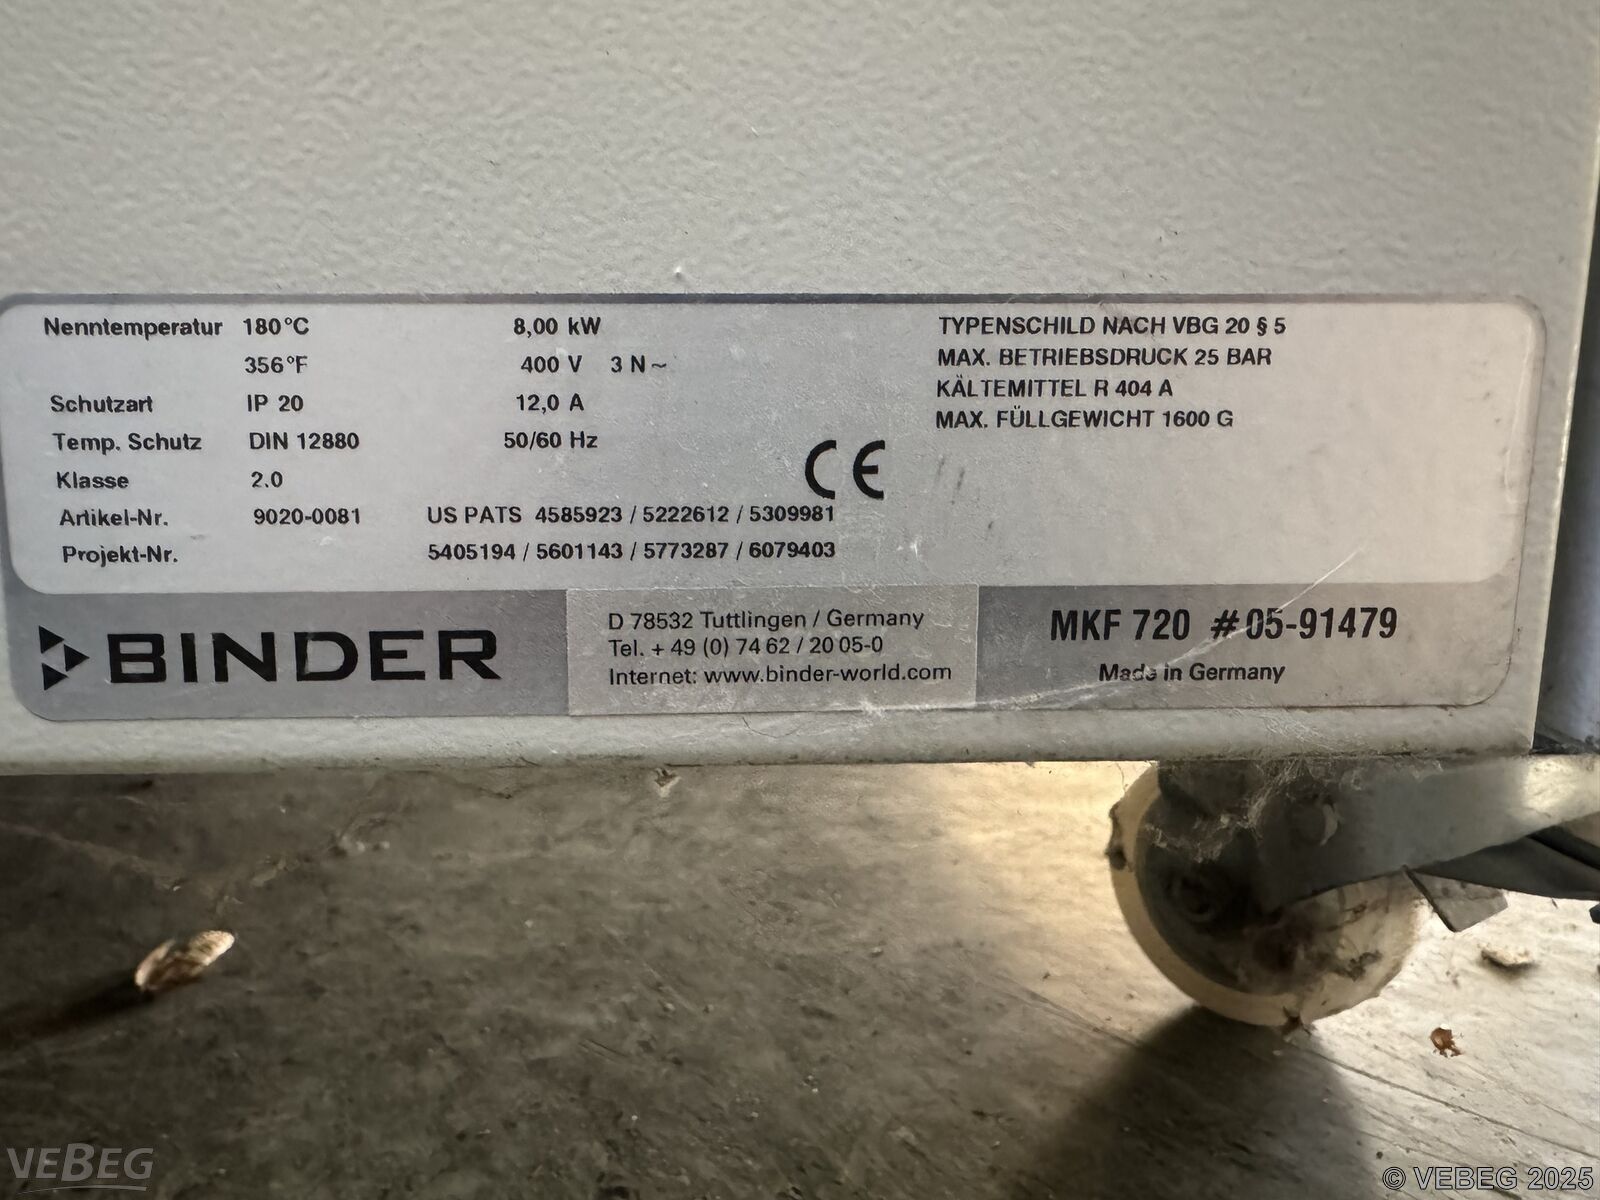 Nenntemperatur 180°C 8,00 kW
356°F 400 V 3 N ~
Schutzart IP 20 12,0 A
Temp. Schutz DIN 12880 50/60 Hz
Klasse 2.0
Artikel-Nr. 9020-0081 US PATS 4585923 / 5222612 / 5309981
Projekt-Nr. 5405194 / 5601143 / 5773287 / 6079403
CE
TYPENSCHILD NACH VBG 20 § 5
MAX. BETRIEBSDRUCK 25 BAR
KÄLTEMITTEL R 404 A
MAX. FÜLLGEWICHT 1600 G
BINDER
D 78532 Tuttlingen / Germany
Tel. + 49 (0) 74 62 / 20 05-0
Internet: www.binder-world.com
MKF 720 # 05-91479
Made in Germany
VEBEG
© VEBEG 2025